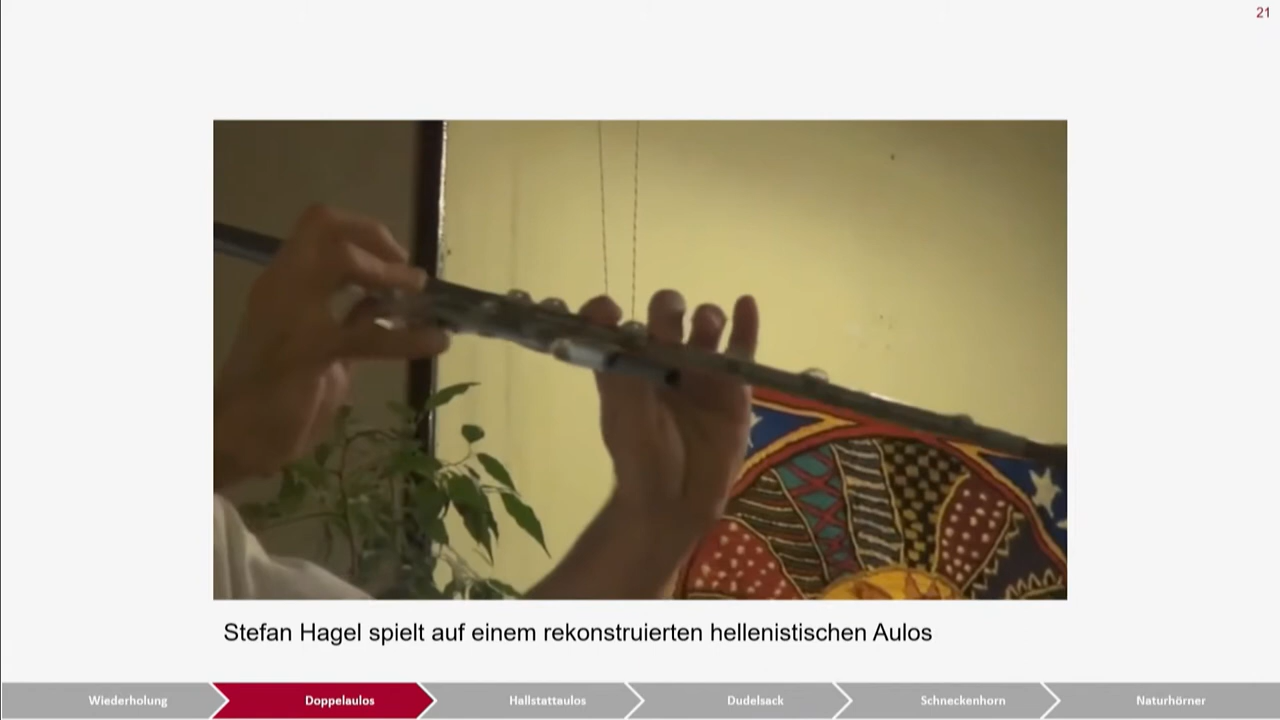 21
Stefan Hagel spielt auf einem rekonstruierten hellenistischen Aulos
Wiederholung
Doppelaulos
Hallstattaulos
Dudelsack
Schneckenhorn
Naturhörner